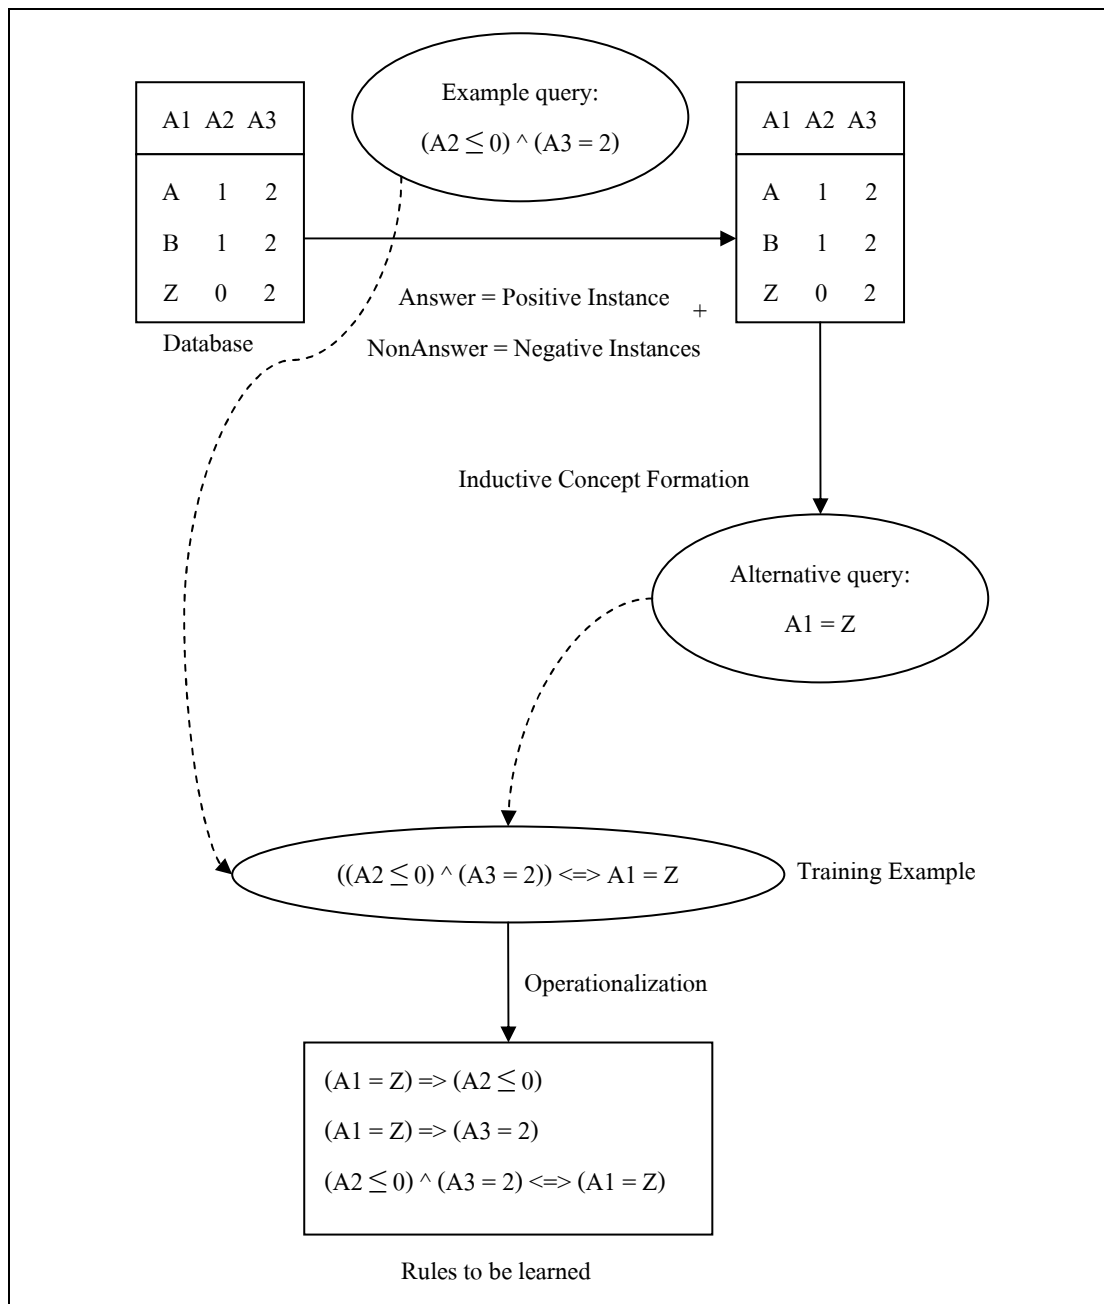 Example query:
(A2 ≤ 0) ^ (A3 = 2)
A1 A2 A3
A 1 2
B 1 2
Z 0 2
Database
A1 A2 A3
A 1 2
B 1 2
Z 0 2
Answer = Positive Instance
+
NonAnswer = Negative Instances
Inductive Concept Formation
Alternative query:
A1 = Z
((A2 ≤ 0) ^ (A3 = 2)) <=> A1 = Z
Training Example
Operationalization
(A1 = Z) => (A2 ≤ 0)
(A1 = Z) => (A3 = 2)
(A2 ≤ 0) ^ (A3 = 2) <=> (A1 = Z)
Rules to be learned